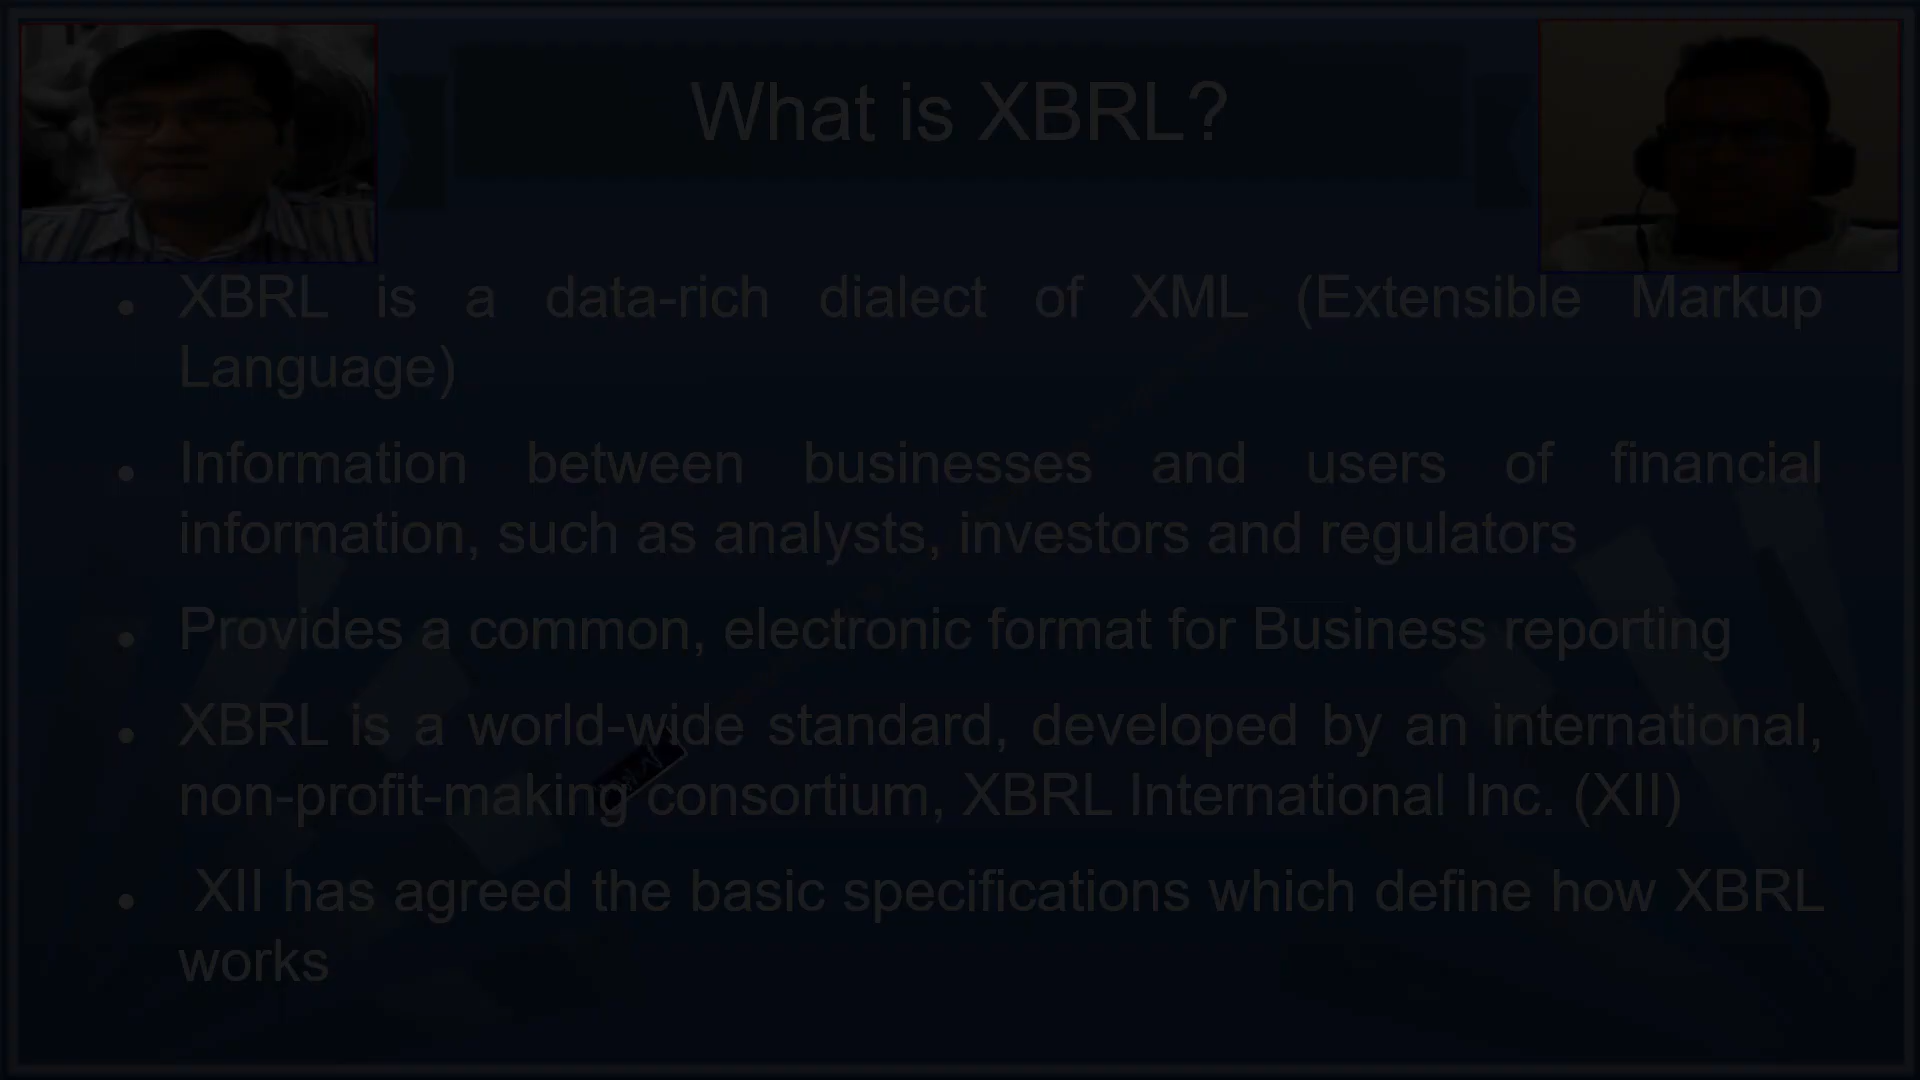 What is XBRL?
• XBRL is a data-rich dialect of XML (Extensible Markup
Language)
• Information between businesses and users of financial
information, such as analysts, investors and regulators
• Provides a common, electronic format for Business reporting
• XBRL is a world-wide standard, developed by an international,
non-profit-making consortium, XBRL International Inc. (XII)
• XII has agreed the basic specifications which define how XBRL
works